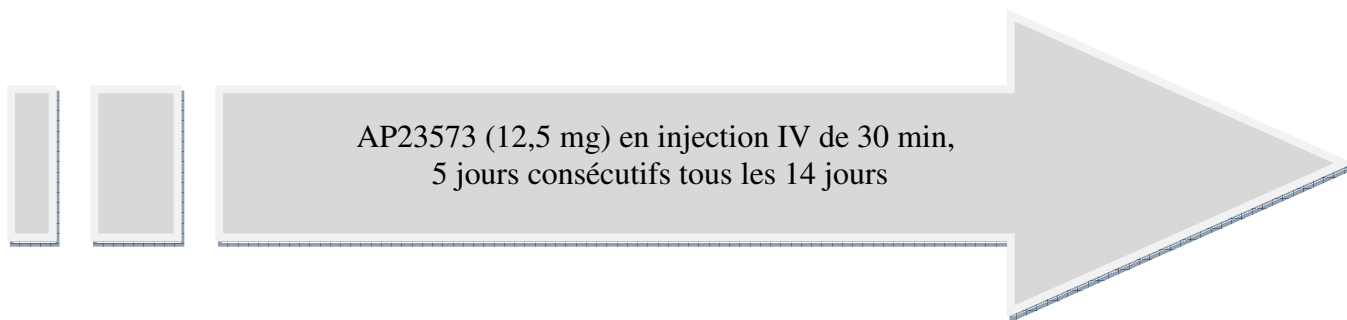 AP23573 (12,5 mg) en injection IV de 30 min,
5 jours consécutifs tous les 14 jours